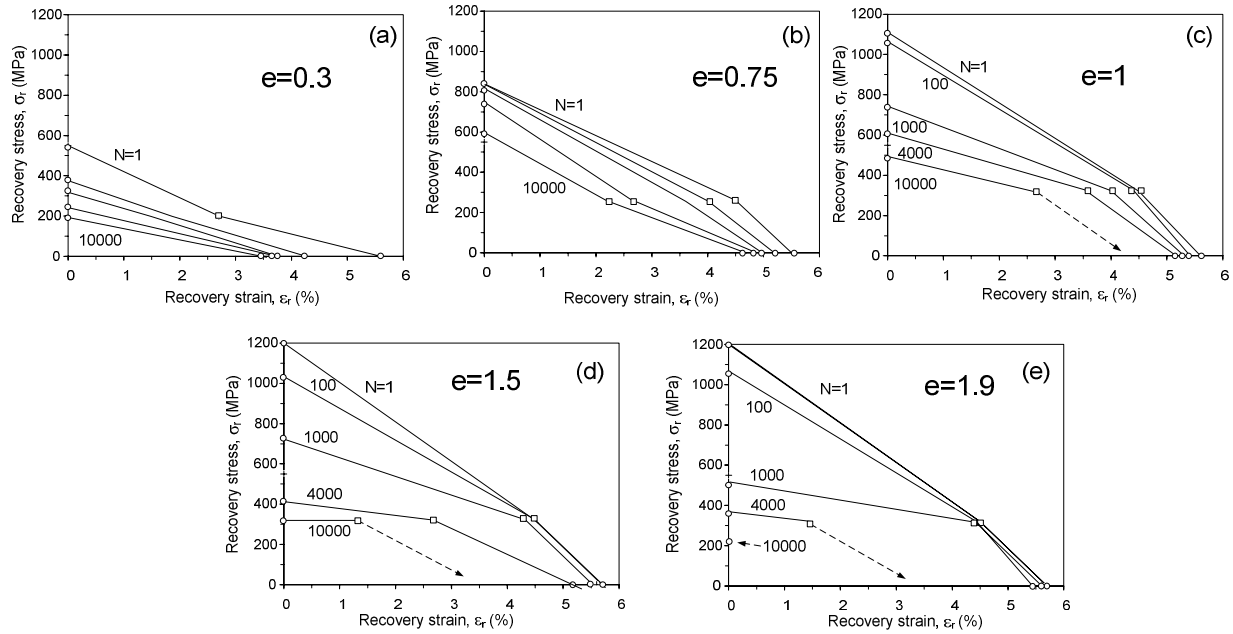 (a)
e=0.3
Recovery stress, σr (MPa)
1200
1000
800
600
400
200
0
N=1
10000
0 1 2 3 4 5 6
Recovery strain, εr (%)
(b)
e=0.75
Recovery stress, σr (MPa)
1200
1000
800
600
400
200
0
N=1
10000
0 1 2 3 4 5 6
Recovery strain, εr (%)
(c)
e=1
Recovery stress, σr (MPa)
1200
1000
800
600
400
200
0
N=1
100
1000
4000
10000
0 1 2 3 4 5 6
Recovery strain, εr (%)
(d)
e=1.5
Recovery stress, σr (MPa)
1200
1000
800
600
400
200
0
N=1
100
1000
4000
10000
0 1 2 3 4 5 6
Recovery strain, εr (%)
(e)
e=1.9
Recovery stress, σr (MPa)
1200
1000
800
600
400
200
0
N=1
100
1000
4000
10000
0 1 2 3 4 5 6
Recovery strain, εr (%)